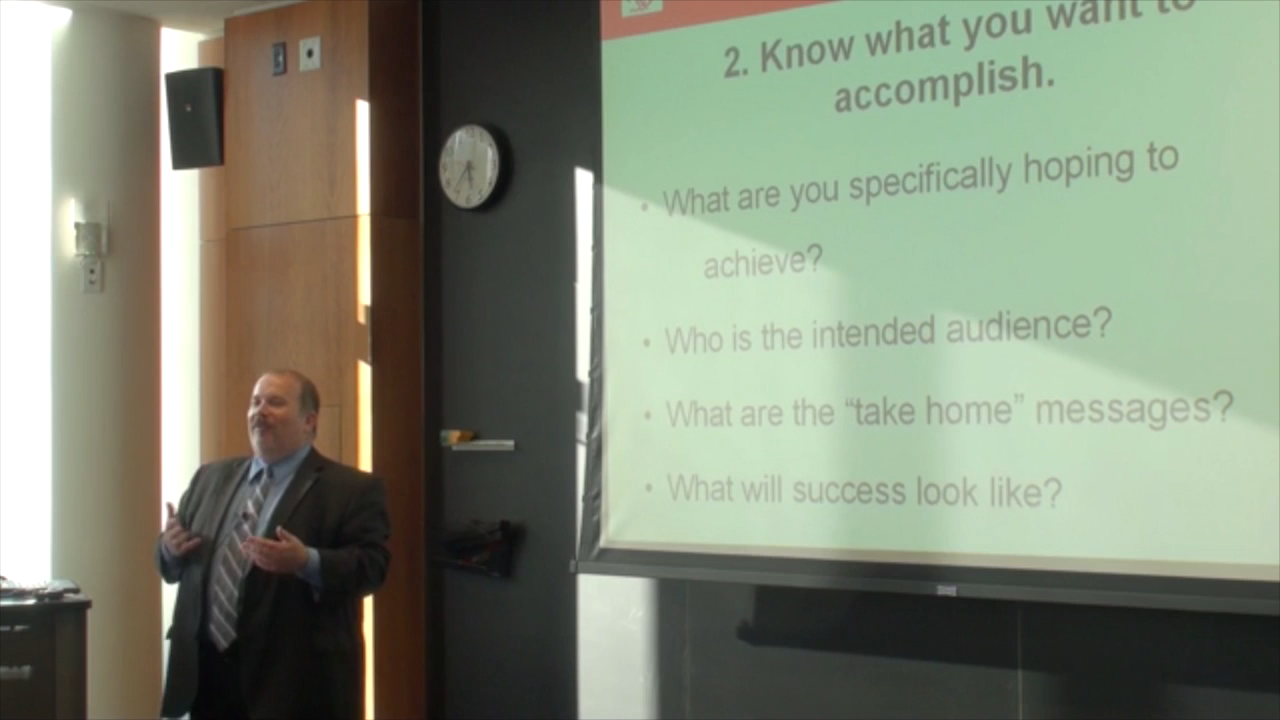 2. Know what you want to
accomplish.
• What are you specifically hoping to
achieve?
• Who is the intended audience?
• What are the “take home” messages?
• What will success look like?